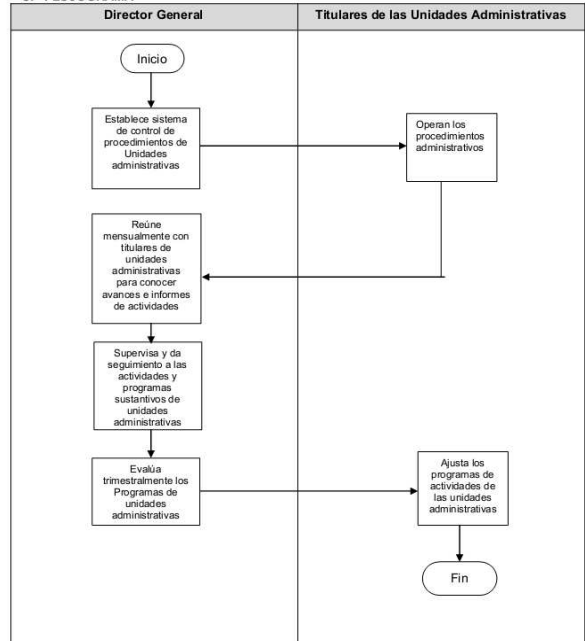 Director General
Titulares de las Unidades Administrativas
Inicio
Establece sistema
de control de
procedimientos de
Unidades
administrativas
Operan los
procedimientos
administrativos
Reúne
mensualmente con
titulares de
unidades
administrativas
para conocer
avances e informes
de actividades
Supervisa y da
seguimiento a las
actividades y
programas
sustantivos de
unidades
administrativas
Evalúa
trimestralmente los
Programas de
unidades
administrativas
Ajusta los
programas de
actividades de
las unidades
administrativas
Fin